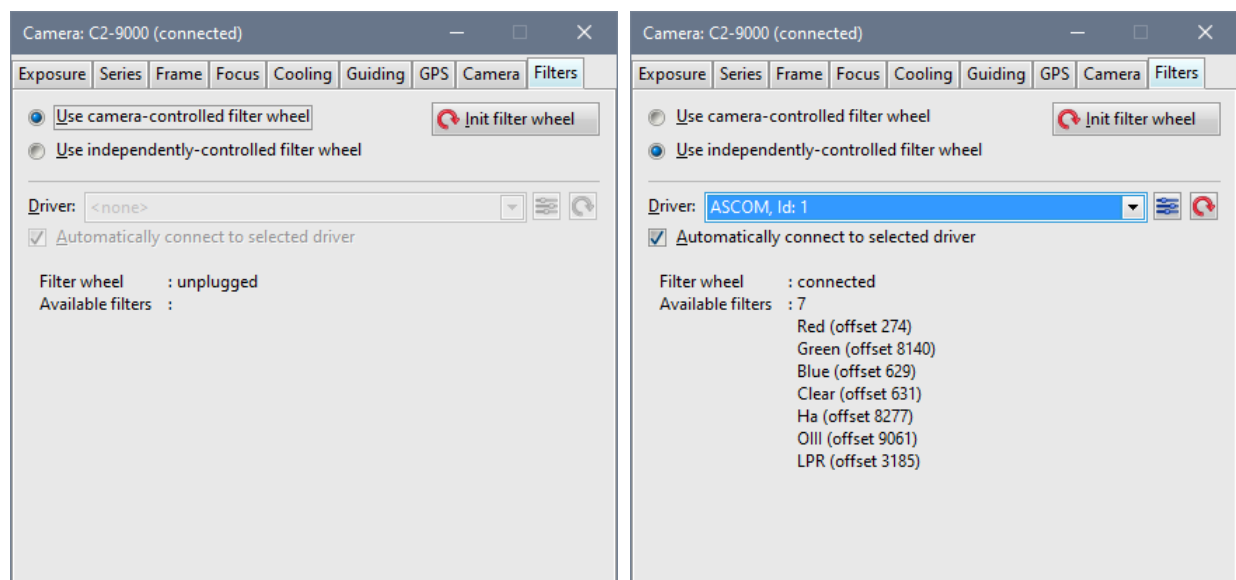 Camera: C2-9000 (connected)
Exposure Series Frame Focus Cooling Guiding GPS Camera Filters
Use camera-controlled filter wheel
Init filter wheel
Use independently-controlled filter wheel
Driver: <none>
Automatically connect to selected driver
Filter wheel : unplugged
Available filters :
Camera: C2-9000 (connected)
Exposure Series Frame Focus Cooling Guiding GPS Camera Filters
Use camera-controlled filter wheel
Init filter wheel
Use independently-controlled filter wheel
Driver: ASCOM, Id: 1
Automatically connect to selected driver
Filter wheel : connected
Available filters : 7
Red (offset 274)
Green (offset 8140)
Blue (offset 629)
Clear (offset 631)
Ha (offset 8277)
OIII (offset 9061)
LPR (offset 3185)